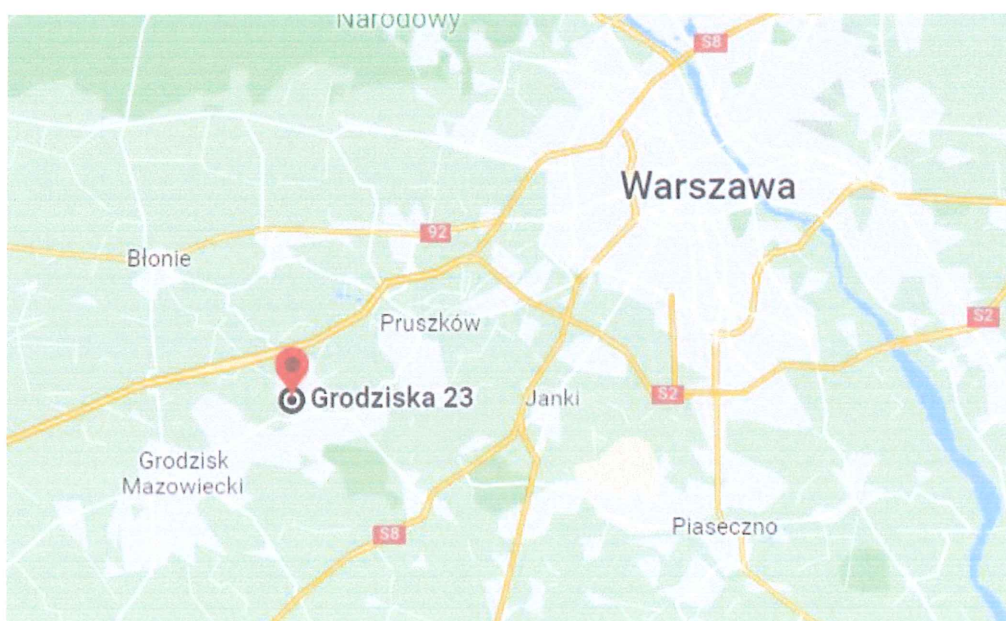 Narodowy
S8
Warszawa
92
Błonie
S2
Pruszków
Grodziska 23
Janki
S2
Grodzisk
Mazowiecki
S8
Piaseczno